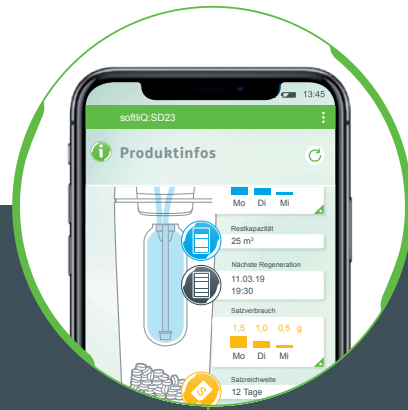 13:45
softliQ:SD23
i Produktinfos
Mo Di Mi
Restkapazität
25 m³
Nächste Regeneration
11.03.19
19:30
Salzverbrauch
1,5 1,0 0,5 g
Mo Di Mi
Salzreichweite
12 Tage
S